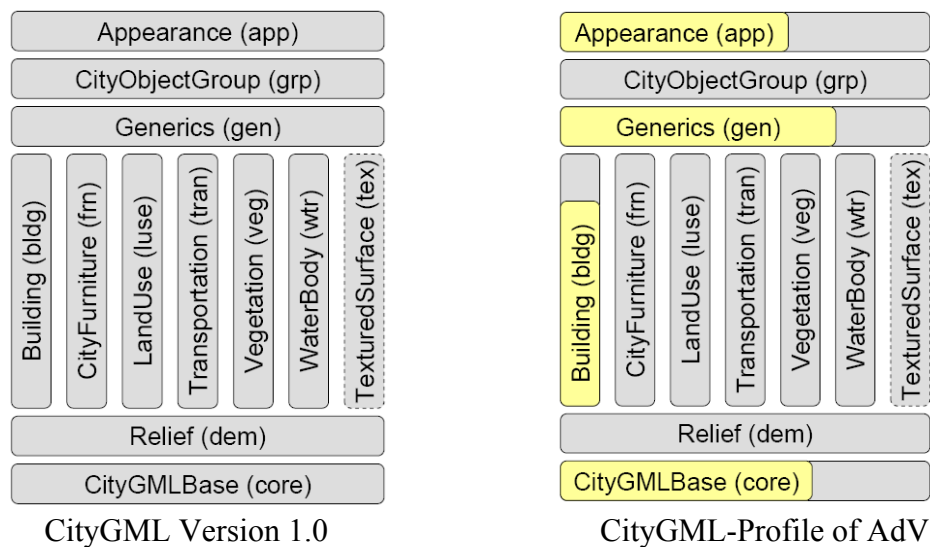 Appearance (app)
CityObjectGroup (grp)
Generics (gen)
Building (bldg)
CityFurniture (frn)
LandUse (luse)
Transportation (tran)
Vegetation (veg)
WaterBody (wtr)
TexturedSurface (tex)
Relief (dem)
CityGMLBase (core)
CityGML Version 1.0
Appearance (app)
CityObjectGroup (grp)
Generics (gen)
Building (bldg)
CityFurniture (frn)
LandUse (luse)
Transportation (tran)
Vegetation (veg)
WaterBody (wtr)
TexturedSurface (tex)
Relief (dem)
CityGMLBase (core)
CityGML-Profile of AdV